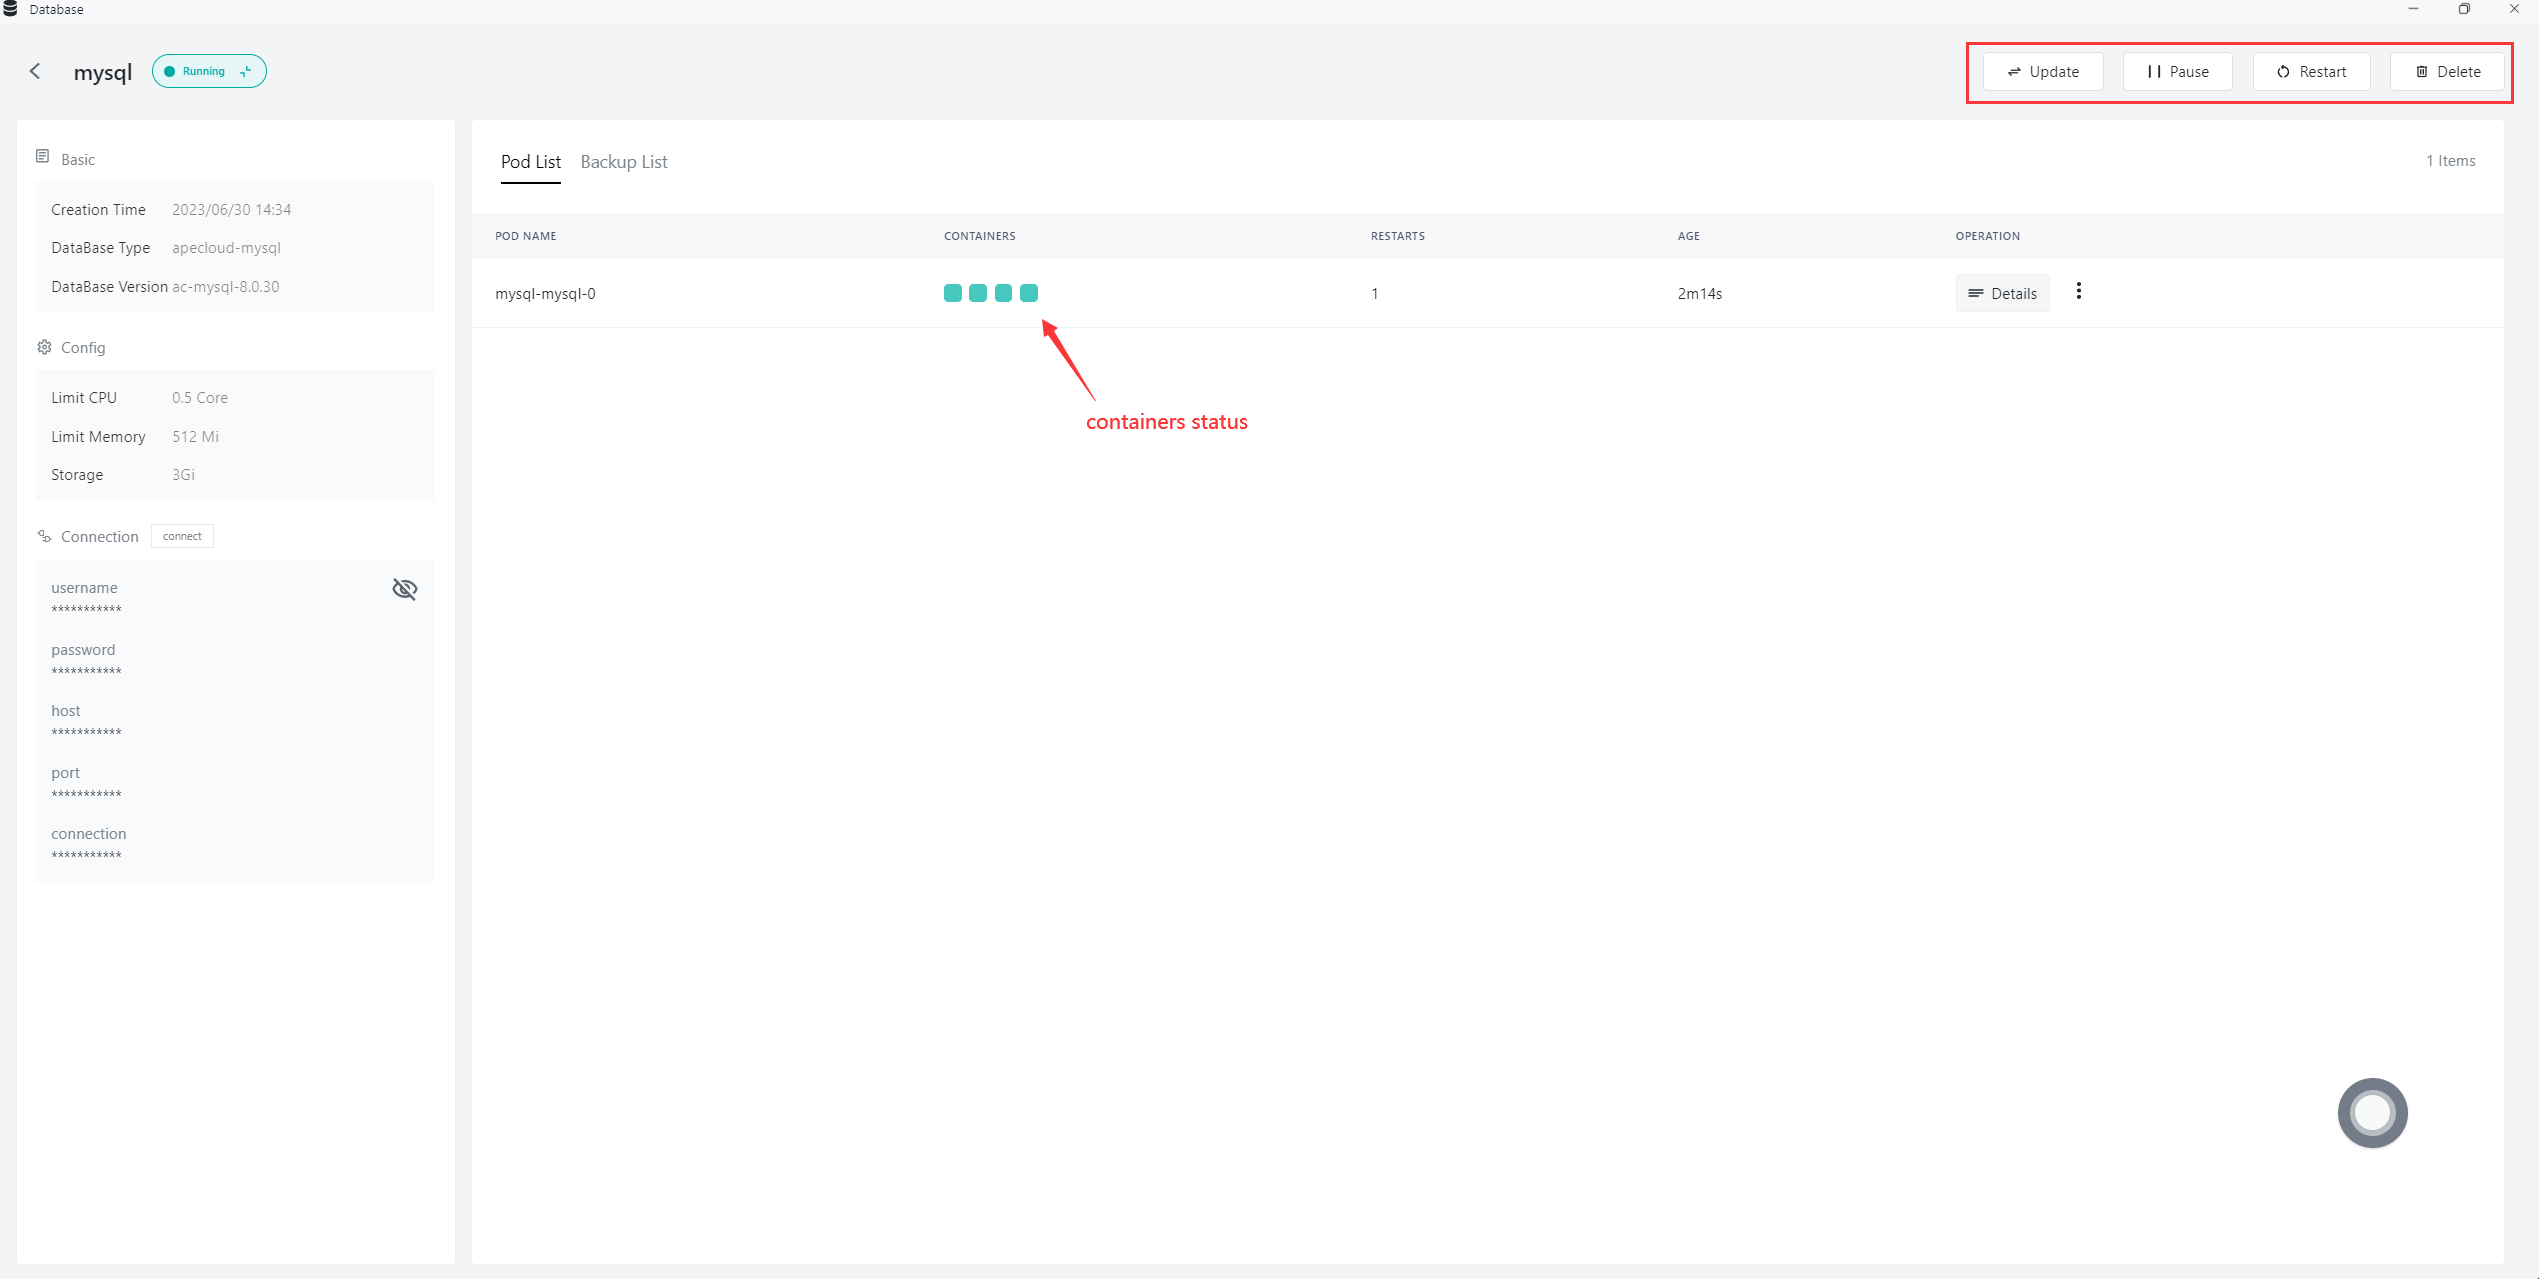 Database
mysql
Running
Update
Pause
Restart
Delete
Basic
Creation Time 2023/06/30 14:34
DataBase Type apecloud-mysql
DataBase Version ac-mysql-8.0.30
Config
Limit CPU 0.5 Core
Limit Memory 512 Mi
Storage 3Gi
Connection connect
username
***********
password
***********
host
***********
port
***********
connection
***********
Pod List Backup List 1 Items
POD NAME CONTAINERS RESTARTS AGE OPERATION
mysql-mysql-0 1 2m14s Details
containers status